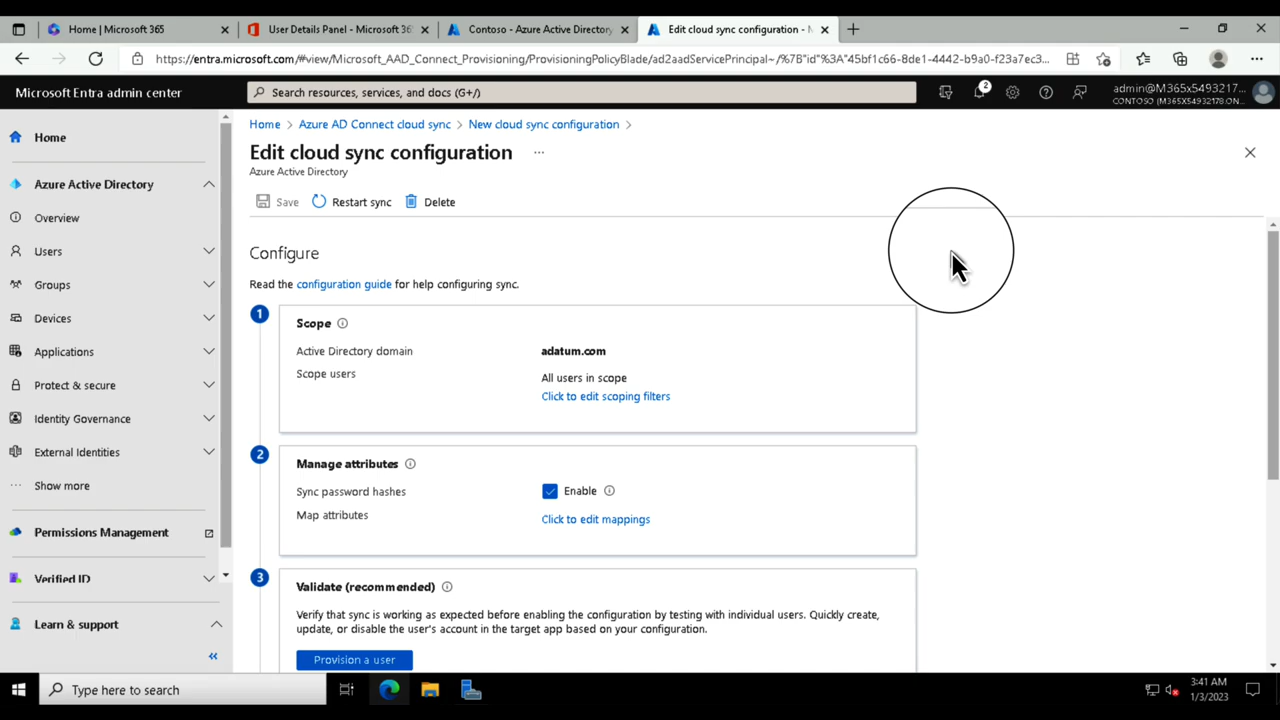 Home | Microsoft 365
User Details Panel - Microsoft 365
Contoso - Azure Active Directory
Edit cloud sync configuration - M
https://entra.microsoft.com/#view/Microsoft_AAD_Connect_Provisioning/ProvisioningPolicyBlade/ad2aadServicePrincipal~/%7B"id"%3A"45bf1c66-8de1-4442-b9a0-f23a7ec3...
Microsoft Entra admin center
Search resources, services, and docs (G+/)
2
admin@M365x5493217...
CONTOSO (M365X54932178.ON...
Home
Azure Active Directory
Overview
Users
Groups
Devices
Applications
Protect & secure
Identity Governance
External Identities
Show more
Permissions Management
Verified ID
Learn & support
Home > Azure AD Connect cloud sync > New cloud sync configuration >
Edit cloud sync configuration ...
Azure Active Directory
Save Restart sync Delete
Configure
Read the configuration guide for help configuring sync.
1
Scope
Active Directory domain adatum.com
Scope users All users in scope
Click to edit scoping filters
2
Manage attributes
Sync password hashes Enable
Map attributes Click to edit mappings
3
Validate (recommended)
Verify that sync is working as expected before enabling the configuration by testing with individual users. Quickly create,
update, or disable the user's account in the target app based on your configuration.
Provision a user
Type here to search
3:41 AM
1/3/2023